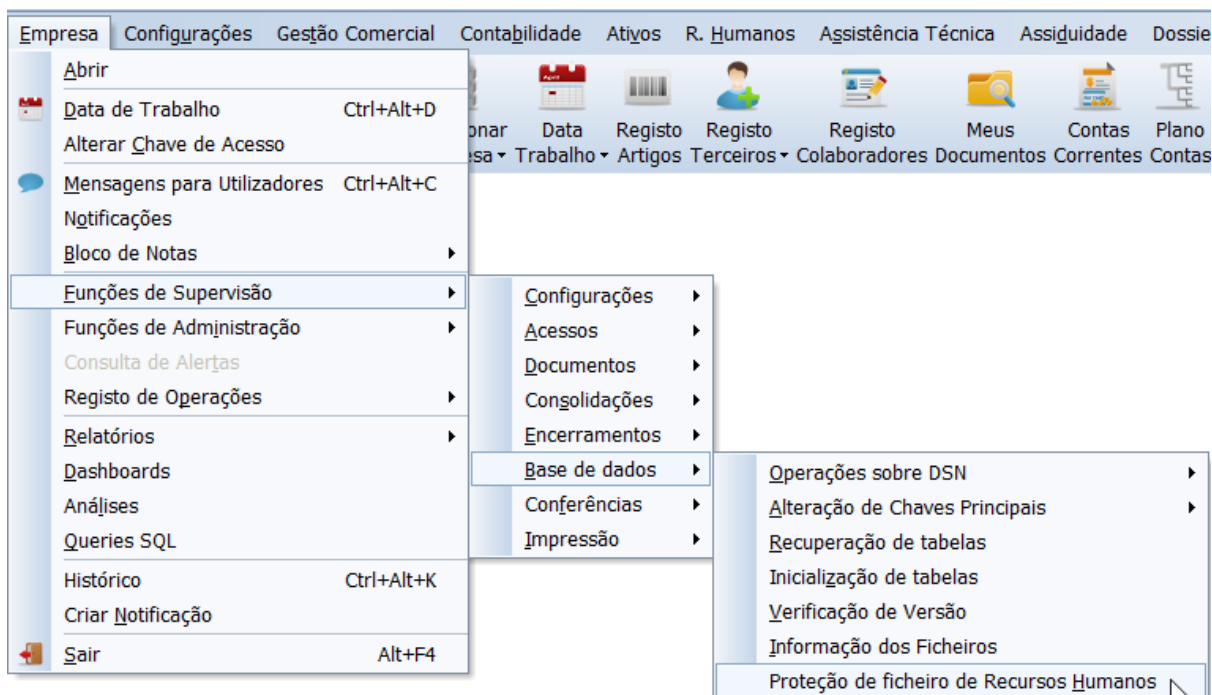 Empresa Configurações Gestão Comercial Contabilidade Ativos R. Humanos Assistência Técnica Assiduidade Dossie
Abrir
Data de Trabalho Ctrl+Alt+D
Alterar Chave de Acesso
Mensagens para Utilizadores Ctrl+Alt+C
Notificações
Bloco de Notas
Funções de Supervisão
Funções de Administração
Consulta de Alertas
Registo de Operações
Relatórios
Dashboards
Análises
Queries SQL
Histórico Ctrl+Alt+K
Criar Notificação
Sair Alt+F4
April
onar Data Registo Registo Registo Meus Contas Plano
esa Trabalho Artigos Terceiros Colaboradores Documentos Correntes Contas
Configurações
Acessos
Documentos
Consolidações
Encerramentos
Base de dados
Conferências
Impressão
Operações sobre DSN
Alteração de Chaves Principais
Recuperação de tabelas
Inicialização de tabelas
Verificação de Versão
Informação dos Ficheiros
Proteção de ficheiro de Recursos Humanos